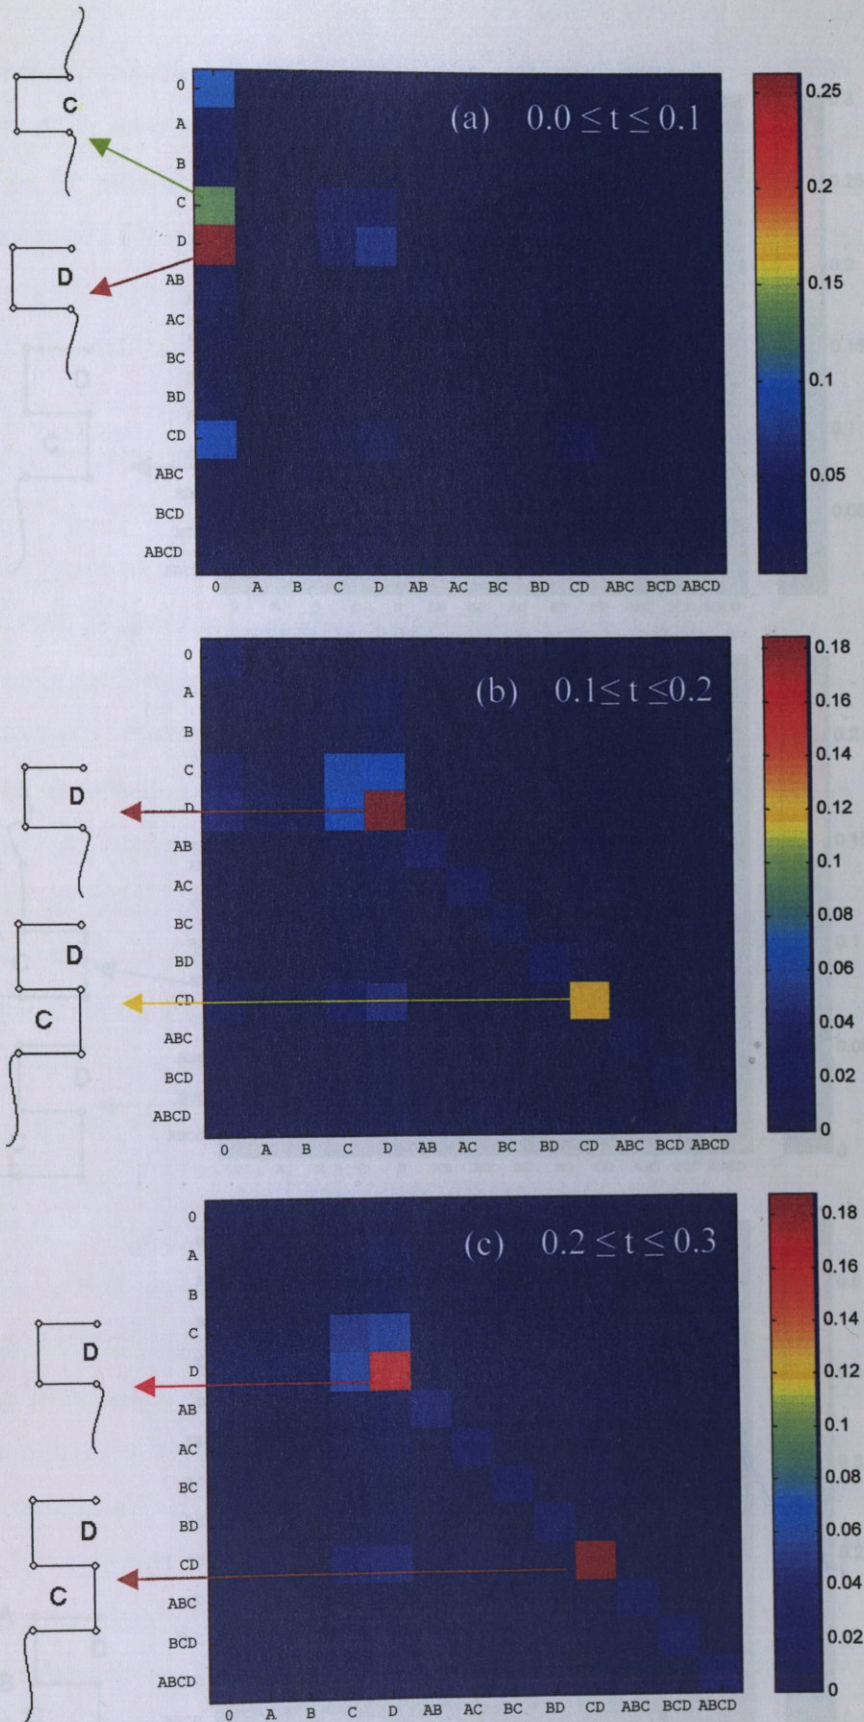 (a) 0.0 ≤ t ≤ 0.1
C
D
0
A
B
C
D
AB
AC
BC
BD
CD
ABC
BCD
ABCD
0 A B C D AB AC BC BD CD ABC BCD ABCD
0.25
0.2
0.15
0.1
0.05
(b) 0.1≤ t ≤0.2
D
D
C
0
A
B
C
D
AB
AC
BC
BD
CD
ABC
BCD
ABCD
0 A B C D AB AC BC BD CD ABC BCD ABCD
0.18
0.16
0.14
0.12
0.1
0.08
0.06
0.04
0.02
0
(c) 0.2 ≤ t ≤ 0.3
D
D
C
0
A
B
C
D
AB
AC
BC
BD
CD
ABC
BCD
ABCD
0 A B C D AB AC BC BD CD ABC BCD ABCD
0.18
0.16
0.14
0.12
0.1
0.08
0.06
0.04
0.02
0